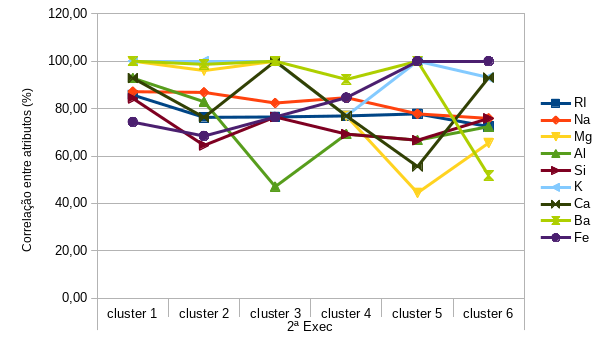 120,00
100,00
80,00
60,00
40,00
20,00
0,00
Correlação entre atributos (%)
cluster 1 cluster 2 cluster 3 cluster 4 cluster 5 cluster 6
2ª Exec
RI
Na
Mg
Al
Si
K
Ca
Ba
Fe